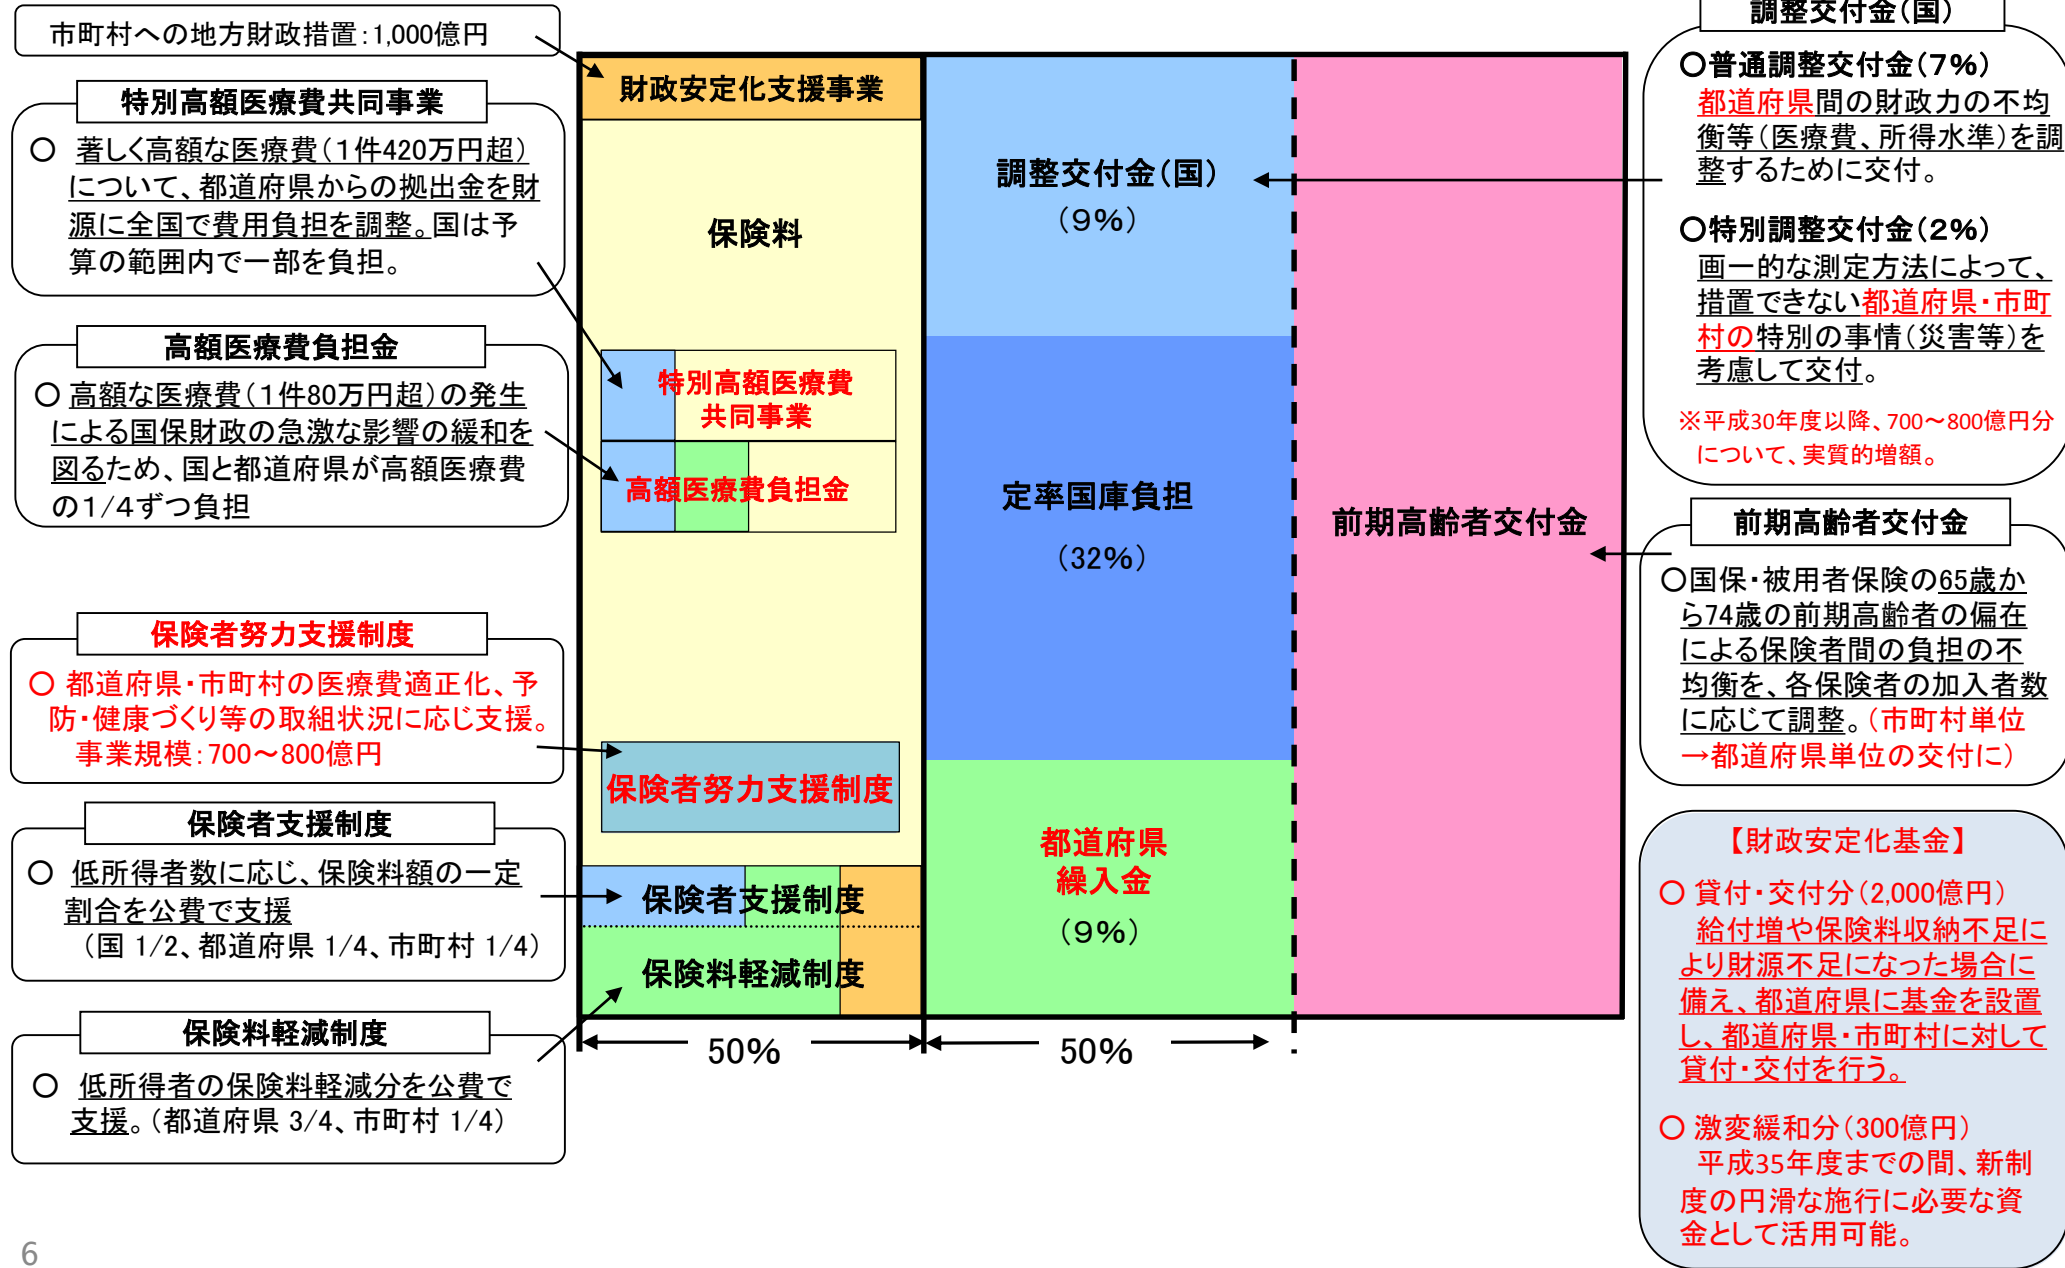 市町村への地方財政措置：1,000億円
特別高額医療費共同事業
○ 著しく高額な医療費（1件420万円超）
について、都道府県からの拠出金を財
源に全国で費用負担を調整。国は予
算の範囲内で一部を負担。
高額医療費負担金
○ 高額な医療費（1件80万円超）の発生
による国保財政の急激な影響の緩和を
図るため、国と都道府県が高額医療費
の1/4ずつ負担
保険者努力支援制度
○ 都道府県・市町村の医療費適正化、予
防・健康づくり等の取組状況に応じ支援。
事業規模：700～800億円
保険者支援制度
○ 低所得者数に応じ、保険料額の一定
割合を公費で支援
（国 1/2、都道府県 1/4、市町村 1/4）
保険料軽減制度
○ 低所得者の保険料軽減分を公費で
支援。（都道府県 3/4、市町村 1/4）
財政安定化支援事業
保険料
特別高額医療費
共同事業
高額医療費負担金
保険者努力支援制度
保険者支援制度
保険料軽減制度
50%
調整交付金（国）
（9%）
定率国庫負担
（32%）
都道府県
繰入金
（9%）
50%
前期高齢者交付金
調整交付金（国）
○普通調整交付金（7%）
都道府県間の財政力の不均
衡等（医療費、所得水準）を調
整するために交付。
○特別調整交付金（2%）
画一的な測定方法によって、
措置できない都道府県・市町
村の特別の事情（災害等）を
考慮して交付。
※平成30年度以降、700～800億円分
について、実質的増額。
前期高齢者交付金
○国保・被用者保険の65歳か
ら74歳の前期高齢者の偏在
による保険者間の負担の不
均衡を、各保険者の加入者数
に応じて調整。（市町村単位
→都道府県単位の交付に）
【財政安定化基金】
○ 貸付・交付分（2,000億円）
給付増や保険料収納不足に
より財源不足になった場合に
備え、都道府県に基金を設置
し、都道府県・市町村に対して
貸付・交付を行う。
○ 激変緩和分（300億円）
平成35年度までの間、新制
度の円滑な施行に必要な資
金として活用可能。
6